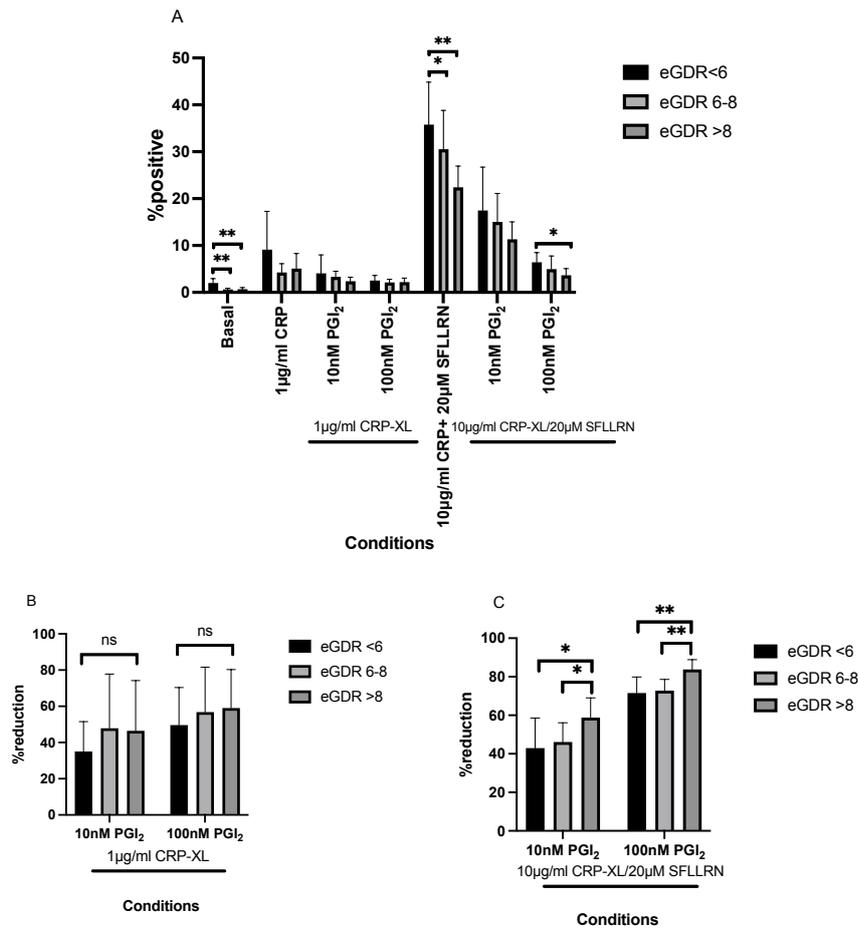 A
50
40
30
20
10
0
%positive
**
**
**
*
*
eGDR<6
eGDR 6-8
eGDR >8
Basal
1µg/ml CRP
10nM PGI₂
100nM PGI₂
10µg/ml CRP+ 20µM SFLLRN
10nM PGI₂
100nM PGI₂
1µg/ml CRP-XL
10µg/ml CRP-XL/20µM SFLLRN
Conditions
B
100
80
60
40
20
0
%reduction
ns
ns
eGDR <6
eGDR 6-8
eGDR >8
10nM PGI₂
100nM PGI₂
1µg/ml CRP-XL
Conditions
C
100
80
60
40
20
0
%reduction
*
*
**
**
eGDR <6
eGDR 6-8
eGDR >8
10nM PGI₂
100nM PGI₂
10µg/ml CRP-XL/20µM SFLLRN
Conditions